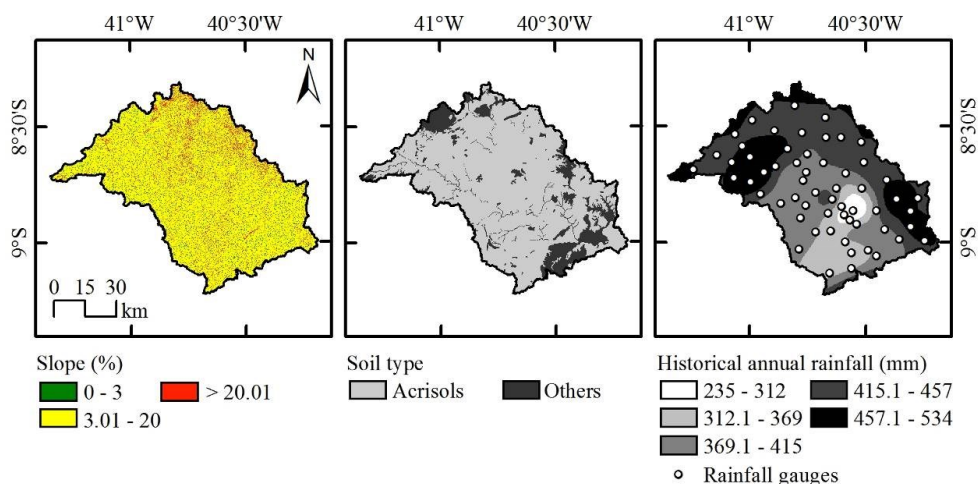 41°W 40°30'W 41°W 40°30'W 41°W 40°30'W
N
8°30'S 8°30'S
9°S 9°S
0 15 30
km
Slope (%) Soil type Historical annual rainfall (mm)
0 - 3 > 20.01 Acrisols Others 235 - 312 415.1 - 457
3.01 - 20 312.1 - 369 457.1 - 534
369.1 - 415
Rainfall gauges